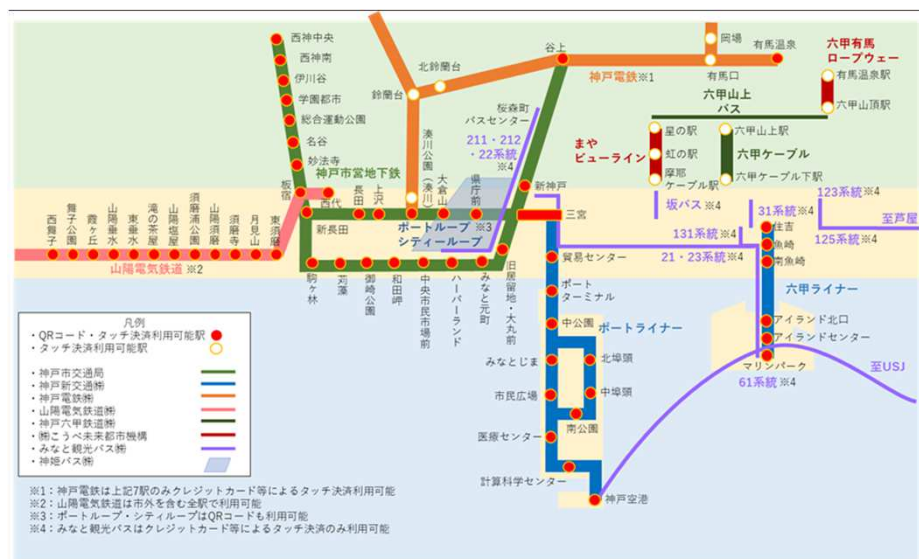 西神中央
西神南
伊川谷
学園都市
総合運動公園
名谷
妙法寺
板宿
神戸市営地下鉄
西代
新長田
長田
上沢
湊川公園(湊川)
大倉山
県庁前
鈴蘭台
北鈴蘭台
谷上
神戸電鉄※1
岡場
有馬口
有馬温泉
六甲有馬
ロープウェー
有馬温泉駅
六甲山頂駅
六甲山上
バス
桜森町
バスセンター
211・212
・22系統
※4
まや
ビューライン
星の駅
虹の駅
摩耶
ケーブル駅
六甲山上駅
六甲ケーブル
六甲ケーブル下駅
新神戸
三宮
ポートループ
シティーループ
※3
坂バス※4
123系統※4
31系統※4
至芦屋
131系統※4
125系統※4
21・23系統※4
住吉
魚崎
南魚崎
六甲ライナー
アイランド北口
アイランドセンター
マリンパーク
61系統※4
至USJ
西舞子
舞子公園
霞ヶ丘
山陽垂水
東垂水
滝の茶屋
山陽塩屋
須磨浦公園
山陽須磨
須磨寺
月見山
東須磨
山陽電気鉄道※2
駒ヶ林
苅藻
御崎公園
和田岬
中央市民市場前
ハーバーランド
みなと元町
旧居留地・大丸前
貿易センター
ポート
ターミナル
中公園
ポートライナー
みなとじま
北埠頭
市民広場
中埠頭
南公園
医療センター
計算科学センター
神戸空港
凡例
・QRコード・タッチ決済利用可能駅
・タッチ決済利用可能駅
・神戸市交通局
・神戸新交通㈱
・神戸電鉄㈱
・山陽電気鉄道㈱
・神戸六甲鉄道㈱
・㈶こうべ未来都市機構
・みなと観光バス㈱
・神姫バス㈱
※1:神戸電鉄は上記7駅のみクレジットカード等によるタッチ決済利用可能
※2:山陽電気鉄道は市外を含む全駅で利用可能
※3:ポートループ・シティループはQRコードも利用可能
※4:みなと観光バスはクレジットカード等によるタッチ決済のみ利用可能